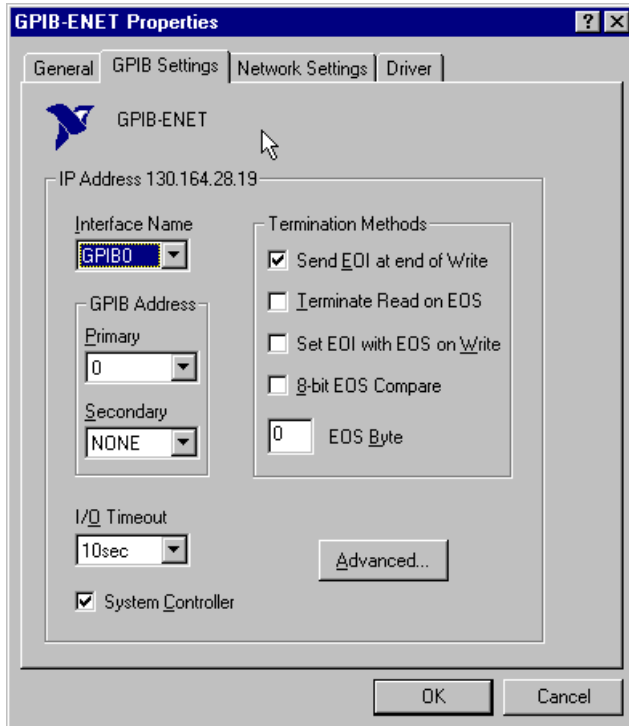 GPIB-ENET Properties
General
GPIB Settings
Network Settings
Driver
GPIB-ENET
IP Address 130.164.28.19
Interface Name
GPIB0
GPIB Address
Primary
0
Secondary
NONE
Termination Methods
Send EOI at end of Write
Terminate Read on EOS
Set EOI with EOS on Write
8-bit EOS Compare
0 EOS Byte
I/O Timeout
10sec
Advanced...
System Controller
OK
Cancel